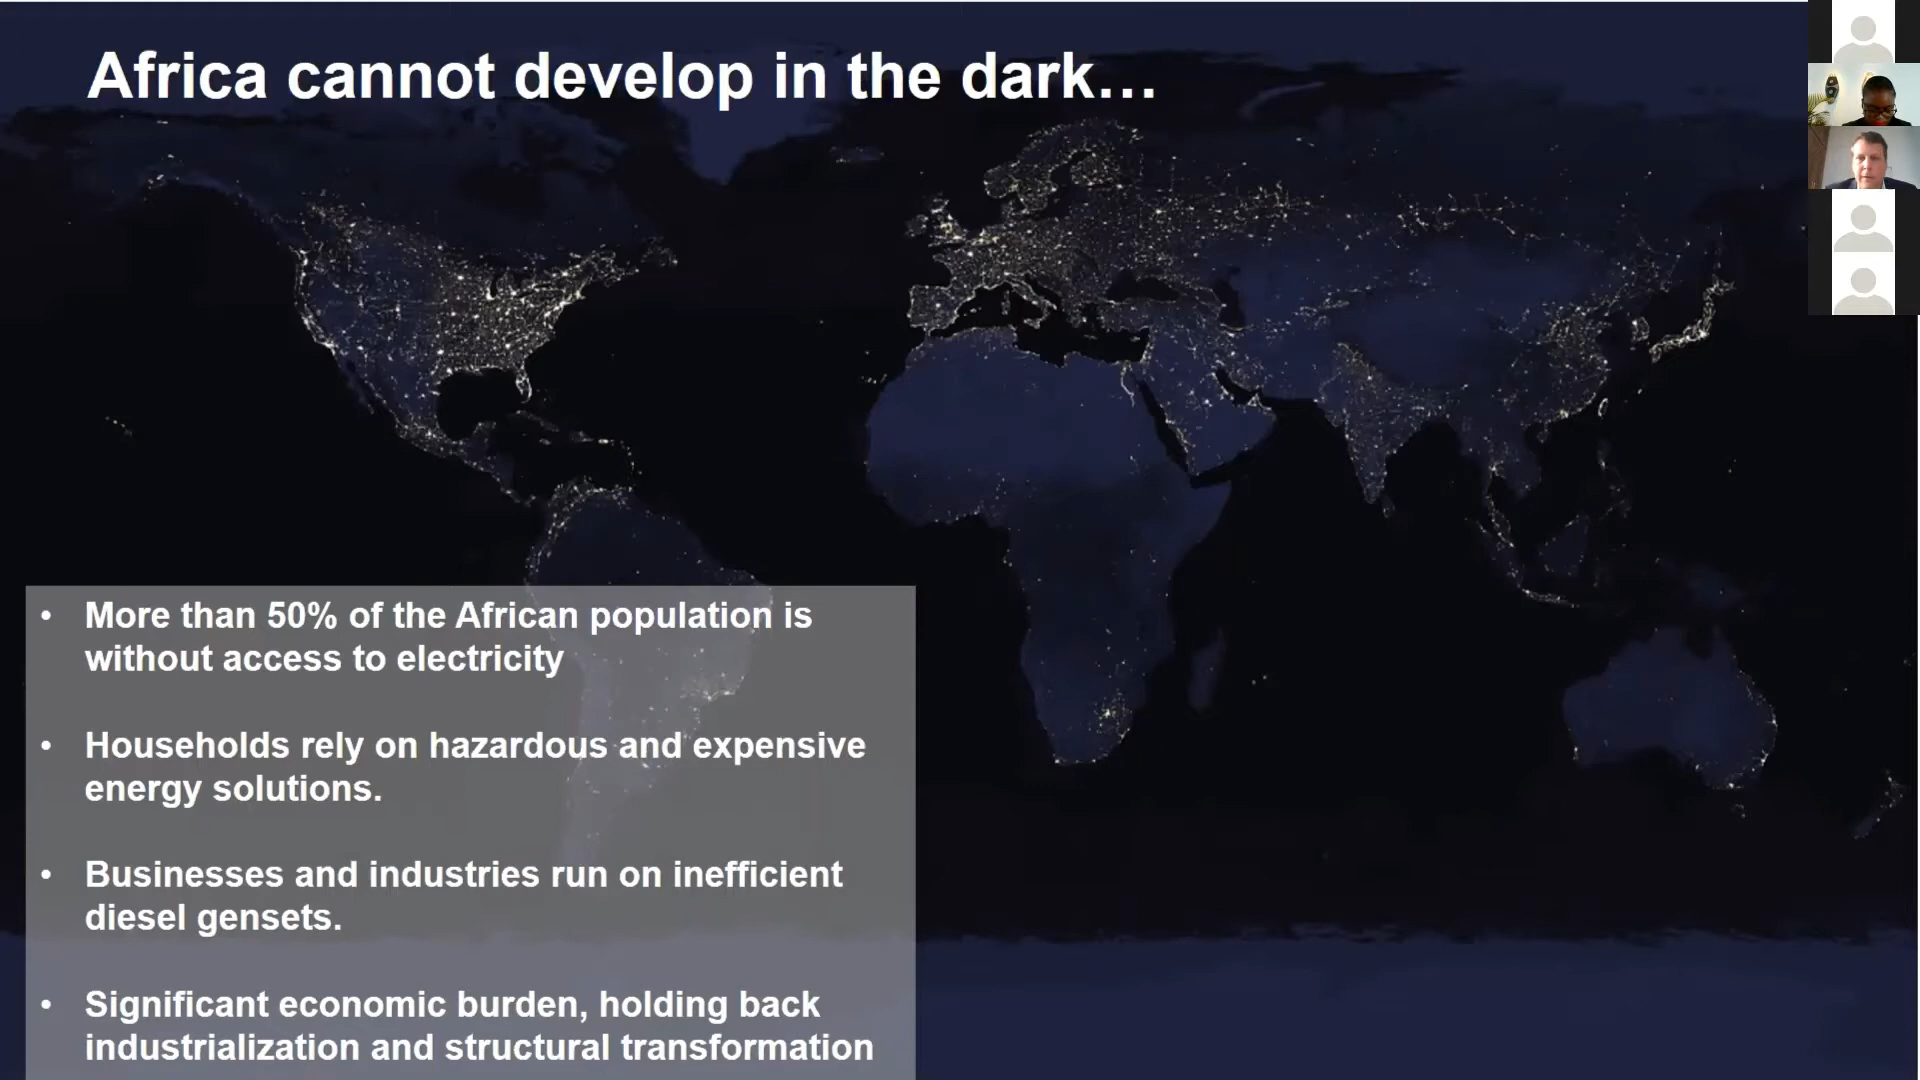 Africa cannot develop in the dark…
• More than 50% of the African population is
without access to electricity
• Households rely on hazardous and expensive
energy solutions.
• Businesses and industries run on inefficient
diesel gensets.
• Significant economic burden, holding back
industrialization and structural transformation